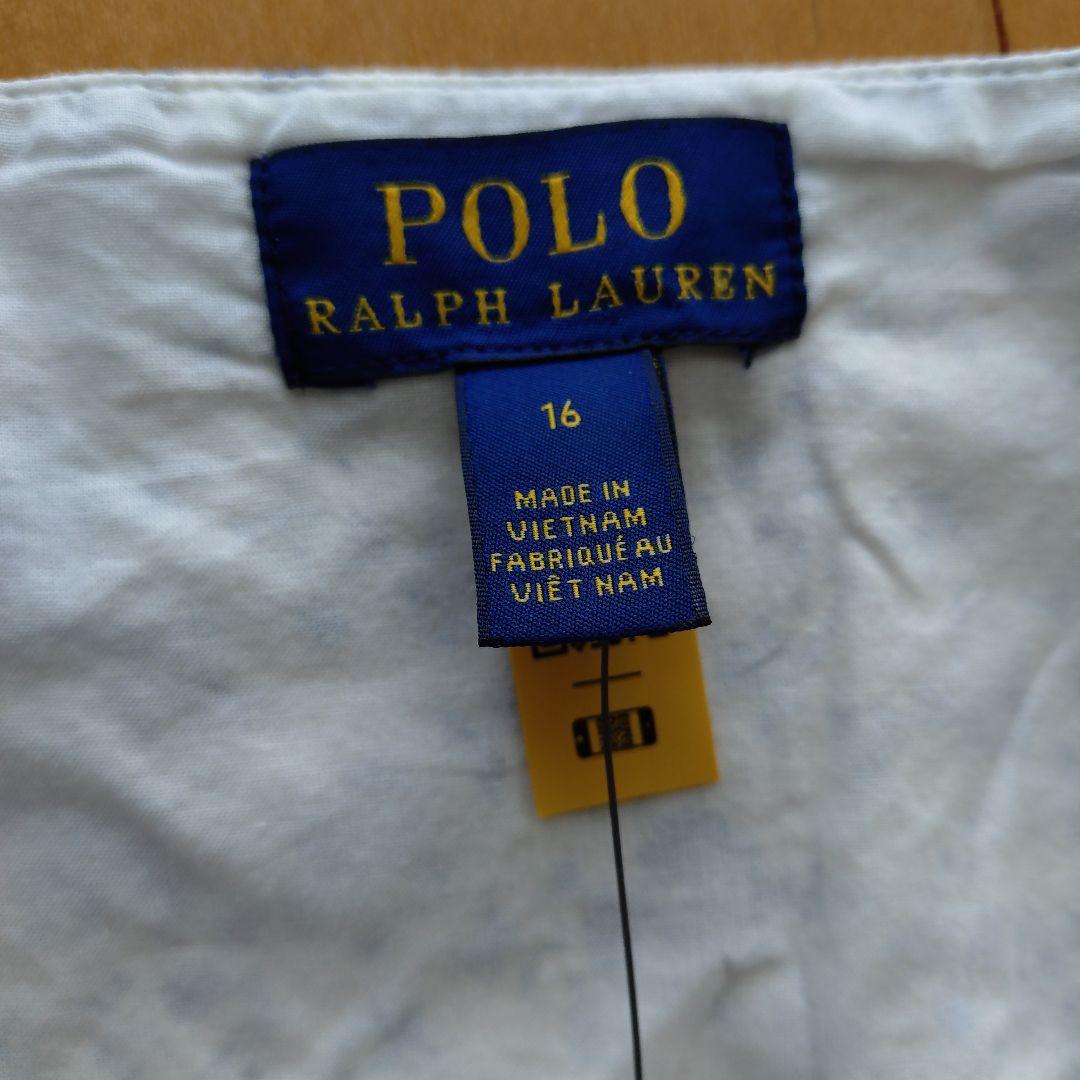 POLO
RALPH LAUREN
16
MADE IN
VIETNAM
FABRIQUÉ AU
VIÊT NAM